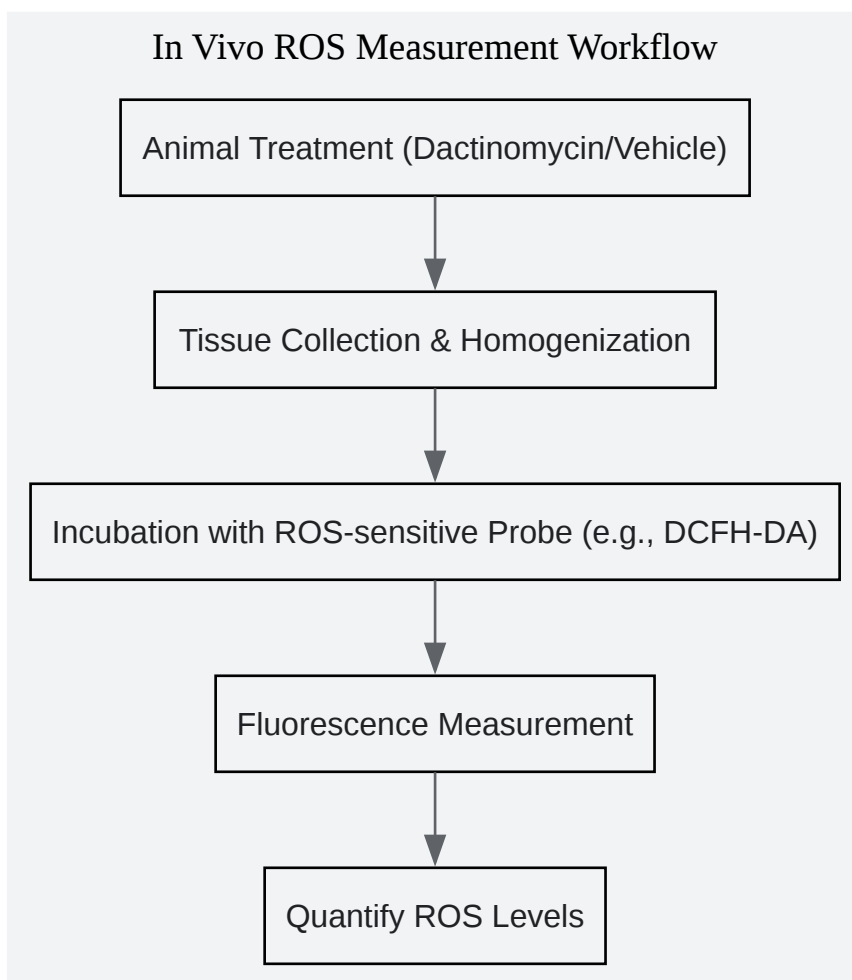 In Vivo ROS Measurement Workflow
Animal Treatment (Dactinomycin/Vehicle)
Tissue Collection & Homogenization
Incubation with ROS-sensitive Probe (e.g., DCFH-DA)
Fluorescence Measurement
Quantify ROS Levels